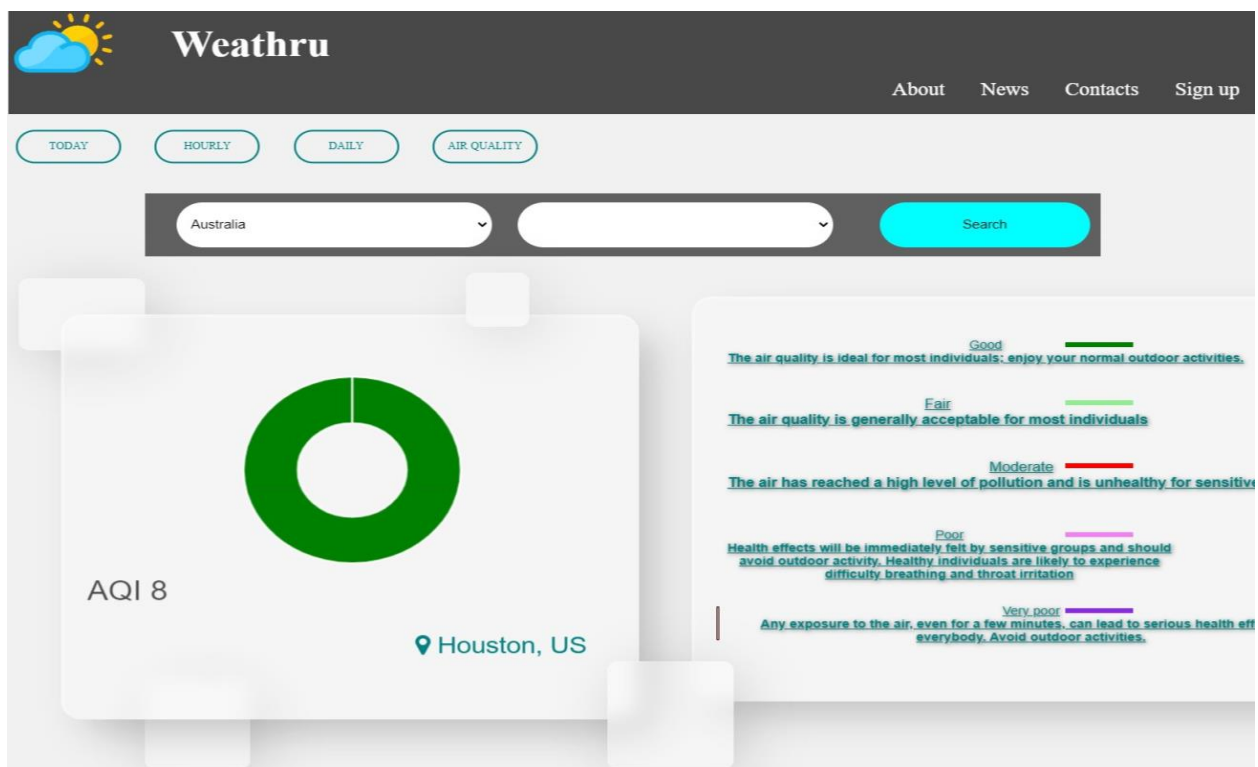 Weathru
About News Contacts Sign up
TODAY HOURLY DAILY AIR QUALITY
Australia Search
Good
The air quality is ideal for most individuals; enjoy your normal outdoor activities.
Fair
The air quality is generally acceptable for most individuals
Moderate
The air has reached a high level of pollution and is unhealthy for sensitive
Poor
Health effects will be immediately felt by sensitive groups and should
avoid outdoor activity. Healthy individuals are likely to experience
difficulty breathing and throat irritation
Very poor
Any exposure to the air, even for a few minutes, can lead to serious health eff
everybody. Avoid outdoor activities.
AQI 8
Houston, US